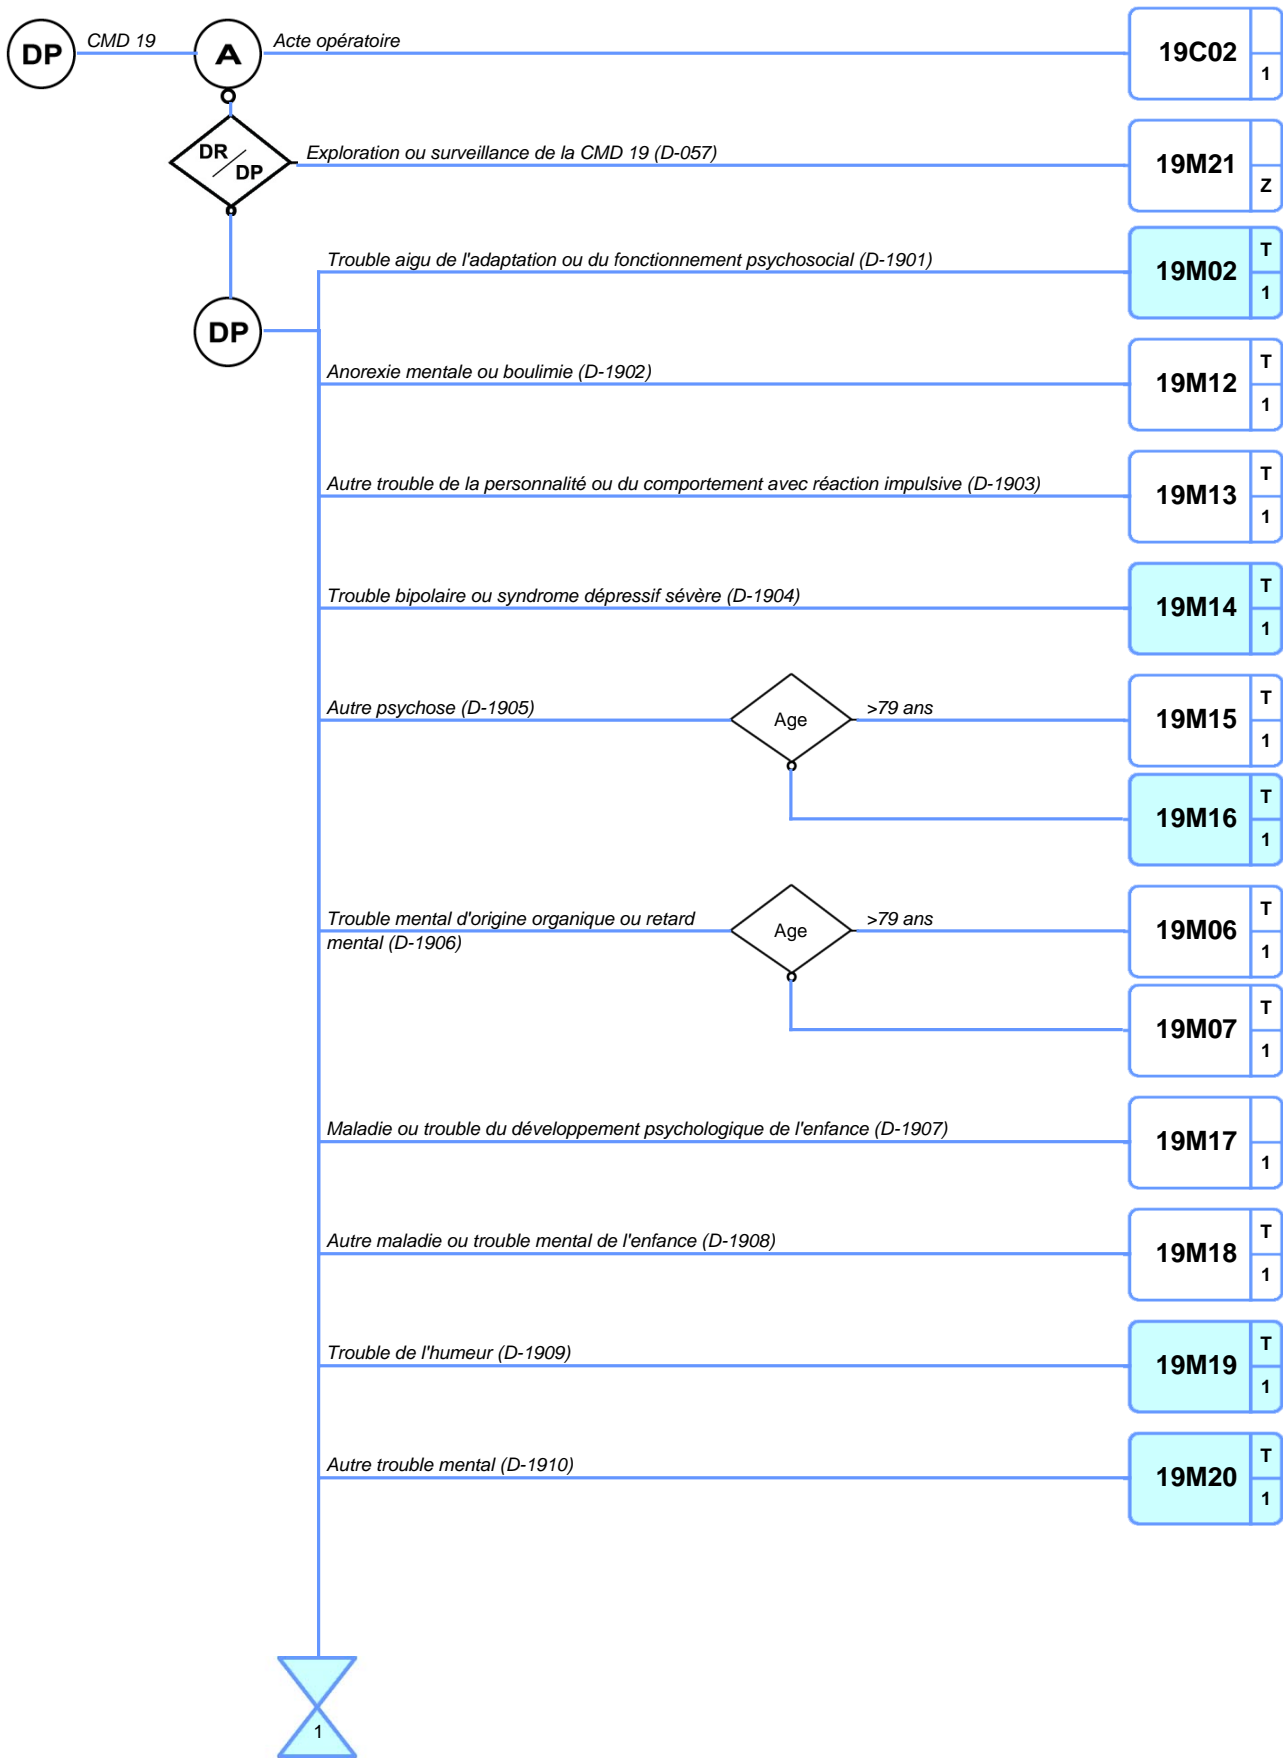 DP
CMD 19
A
Acte opératoire
19C02
1
DR
DP
Exploration ou surveillance de la CMD 19 (D-057)
19M21
Z
DP
Trouble aigu de l'adaptation ou du fonctionnement psychosocial (D-1901)
19M02
T
1
Anorexie mentale ou boulimie (D-1902)
19M12
T
1
Autre trouble de la personnalité ou du comportement avec réaction impulsive (D-1903)
19M13
T
1
Trouble bipolaire ou syndrome dépressif sévère (D-1904)
19M14
T
1
Autre psychose (D-1905)
Age
>79 ans
19M15
T
1
19M16
T
1
Trouble mental d'origine organique ou retard
mental (D-1906)
Age
>79 ans
19M06
T
1
19M07
T
1
Maladie ou trouble du développement psychologique de l'enfance (D-1907)
19M17
1
Autre maladie ou trouble mental de l'enfance (D-1908)
19M18
T
1
Trouble de l'humeur (D-1909)
19M19
T
1
Autre trouble mental (D-1910)
19M20
T
1
1